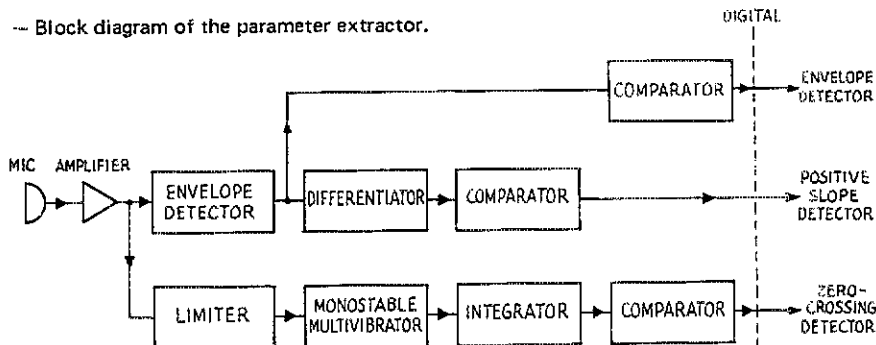 -- Block diagram of the parameter extractor.
DIGITAL
COMPARATOR
ENVELOPE
DETECTOR
MIC
AMPLIFIER
ENVELOPE
DETECTOR
DIFFERENTIATOR
COMPARATOR
POSITIVE
SLOPE
DETECTOR
LIMITER
MONOSTABLE
MULTIVIBRATOR
INTEGRATOR
COMPARATOR
ZERO-
CROSSING
DETECTOR